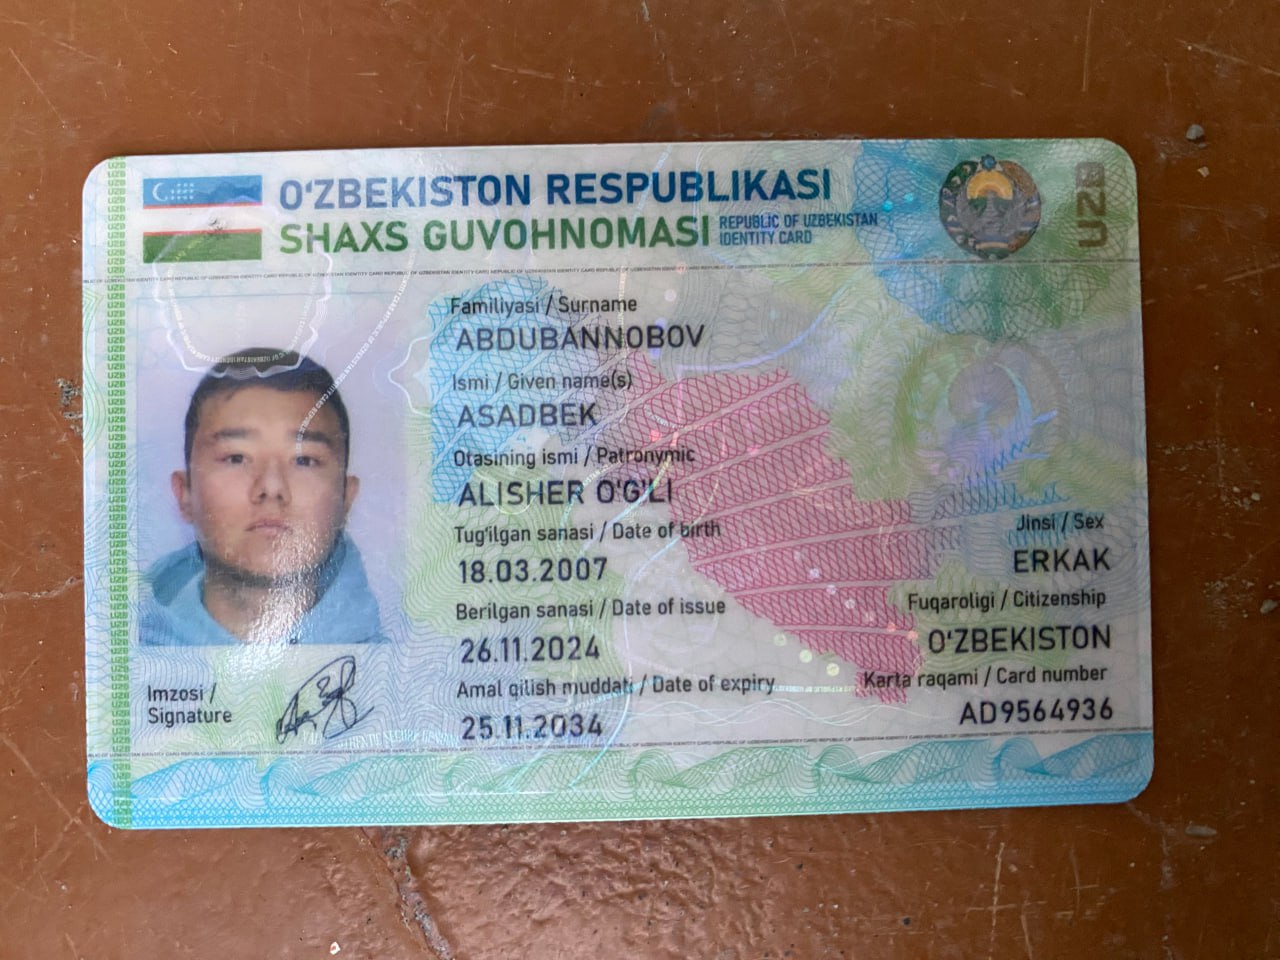 O'ZBEKISTON RESPUBLIKASI
SHAXS GUVOHNOMASI
REPUBLIC OF UZBEKISTAN
IDENTITY CARD
UZB
Familiyasi / Surname
ABDUBANNOBOV
Ismi / Given name(s)
ASADBEK
Otasining ismi / Patronymic
ALISHER O'G'LI
Tug'ilgan sanasi / Date of birth
18.03.2007
Jinsi / Sex
ERKAK
Berilgan sanasi / Date of issue
26.11.2024
Fuqaroligi / Citizenship
O'ZBEKISTON
Amal qilish muddati / Date of expiry
25.11.2034
Karta raqami / Card number
AD9564936
Imzosi /
Signature